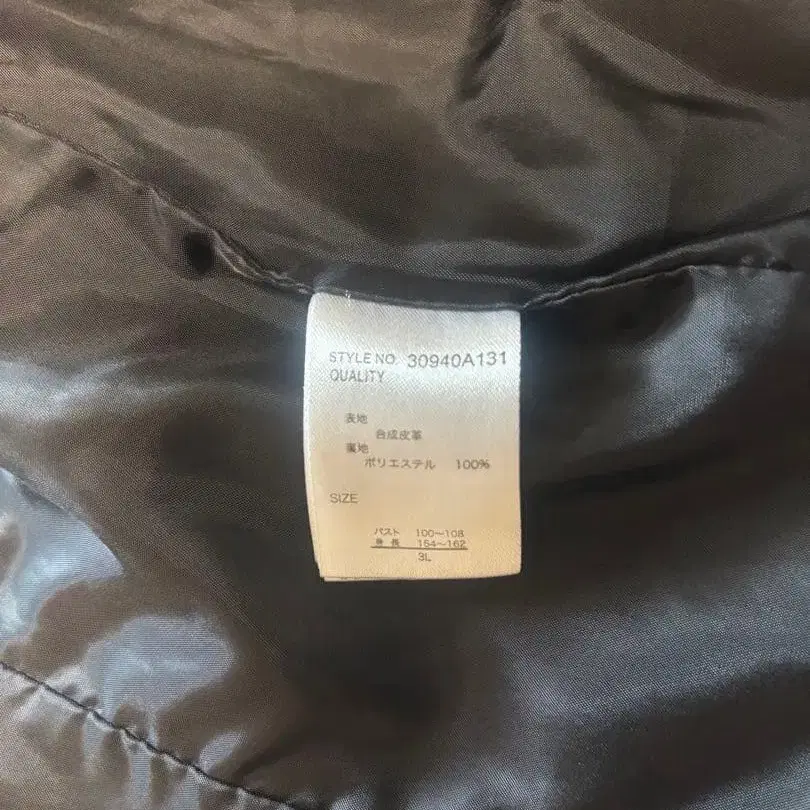 STYLE NO. 30940A131
QUALITY
表地
合成皮革
裏地
ポリエステル 100%
SIZE
バスト 100〜108
身長 154〜162
3L